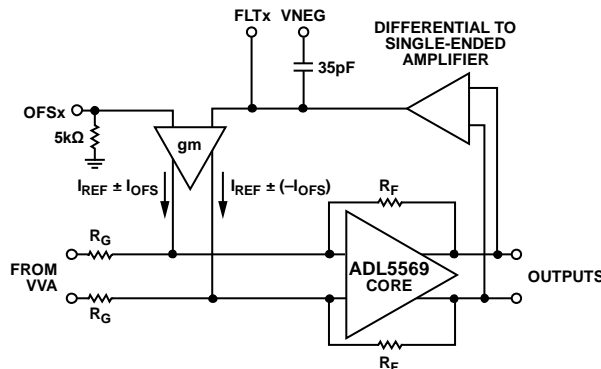 FLTx VNEG
DIFFERENTIAL TO
SINGLE-ENDED
AMPLIFIER
35pF
OFSx
5kΩ
gm
IREF ± IOFS
IREF ± (–IOFS)
RF
RG
FROM
VVA
ADL5569
CORE
OUTPUTS
RG
RF